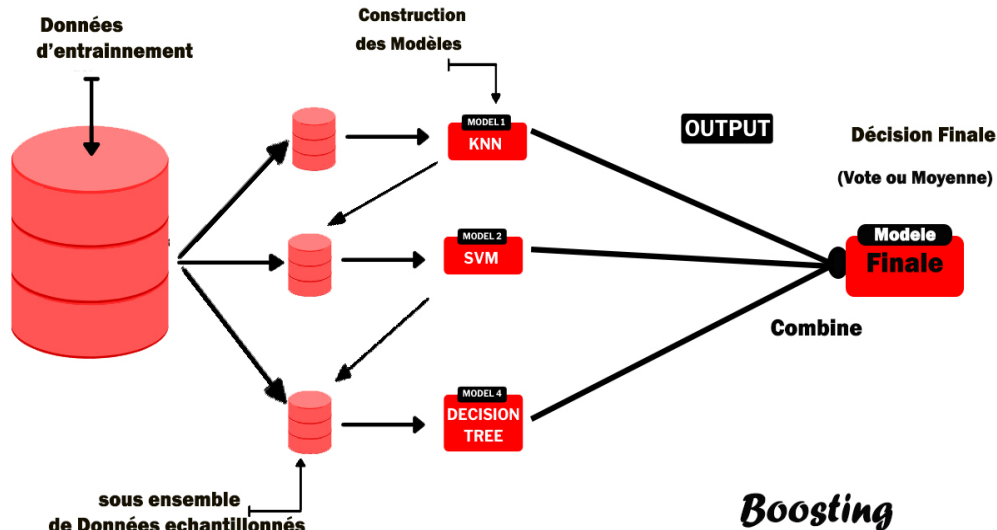 Données
d'entrainnement
Construction
des Modèles
MODEL 1
KNN
OUTPUT
Décision Finale
(Vote ou Moyenne)
MODEL 2
SVM
Modele
Finale
Combine
MODEL 4
DECISION
TREE
sous ensemble
de Données echantillonnés
Boosting